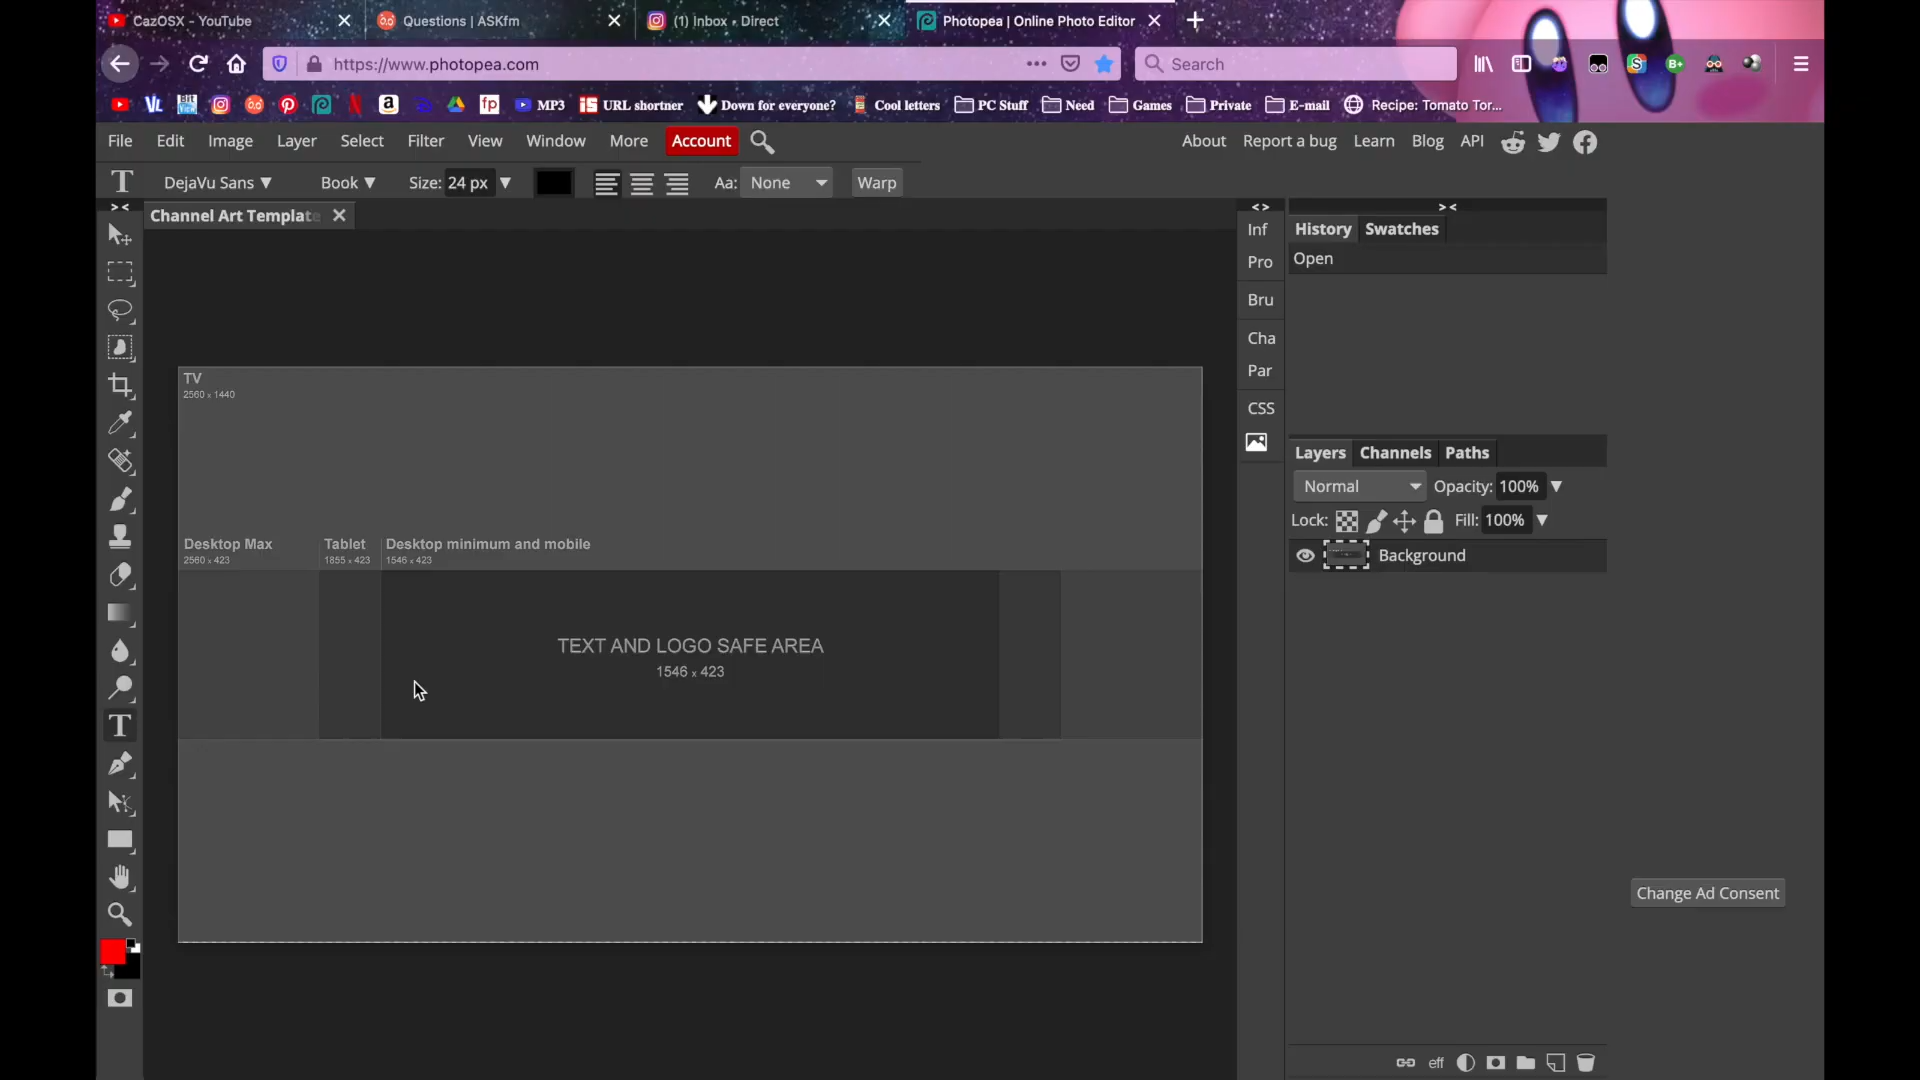 CazOSX - YouTube
Questions | ASKfm
(1) Inbox • Direct
Photopea | Online Photo Editor
https://www.photopea.com
Search
MP3
URL shortner
Down for everyone?
Cool letters
PC Stuff
Need
Games
Private
E-mail
Recipe: Tomato Tor...
File Edit Image Layer Select Filter View Window More Account
About Report a bug Learn Blog API
T DejaVu Sans ▼ Book ▼ Size: 24 px ▼ Aa: None Warp
> <
Channel Art Template
< >
> <
Inf
Pro
Bru
Cha
Par
CSS
History Swatches
Open
TV
2560 x 1440
Desktop Max
2560 x 423
Tablet
1855 x 423
Desktop minimum and mobile
1546 x 423
TEXT AND LOGO SAFE AREA
1546 x 423
Layers Channels Paths
Normal Opacity: 100% ▼
Lock: Fill: 100% ▼
Background
Change Ad Consent
eff